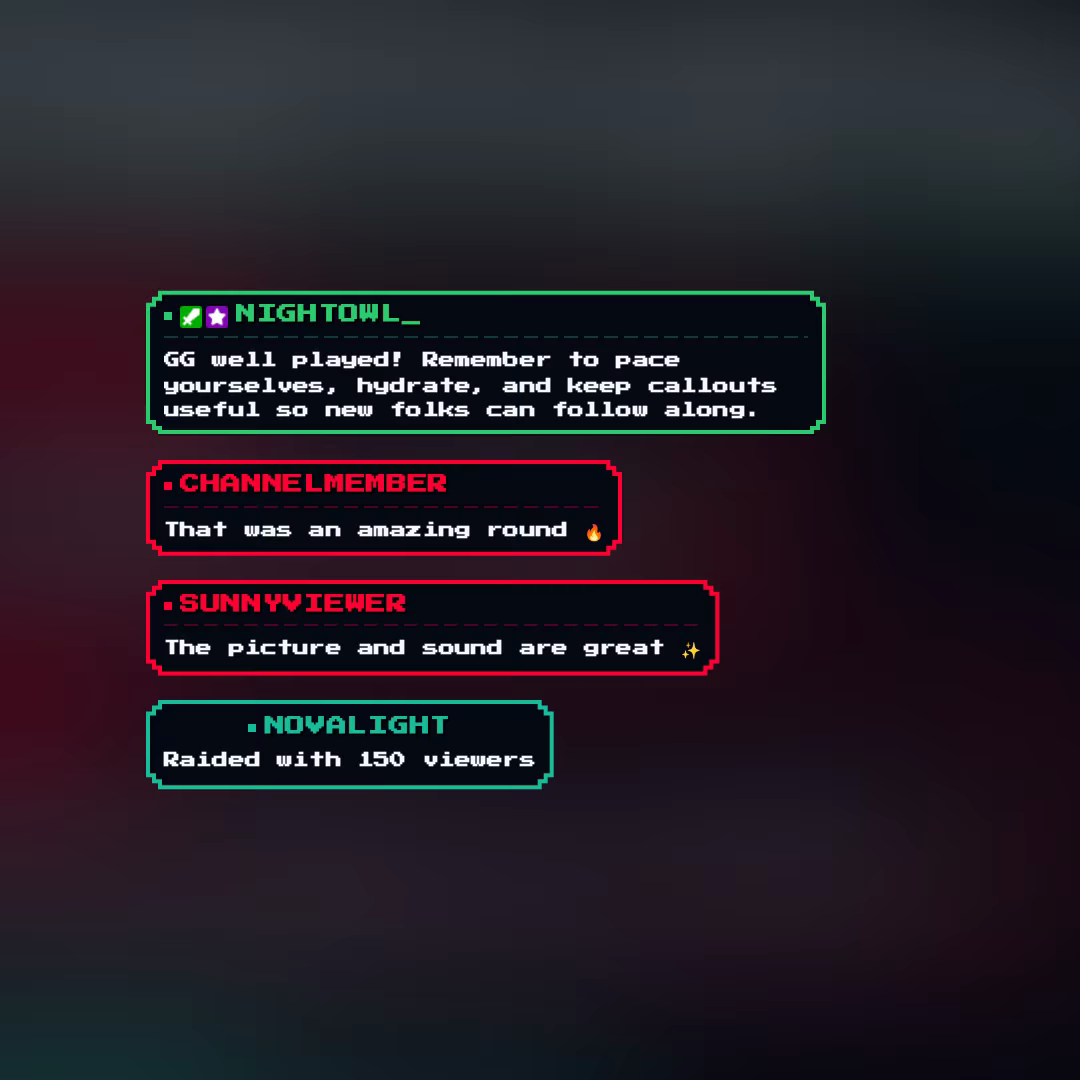 NIGHTOWL_
GG well played! Remember to pace
yourselves, hydrate, and keep callouts
useful so new folks can follow along.
CHANNELMEMBER
That was an amazing round 🔥
SUNNYVIEWER
The picture and sound are great ✨
NOVALIGHT
Raided with 150 viewers